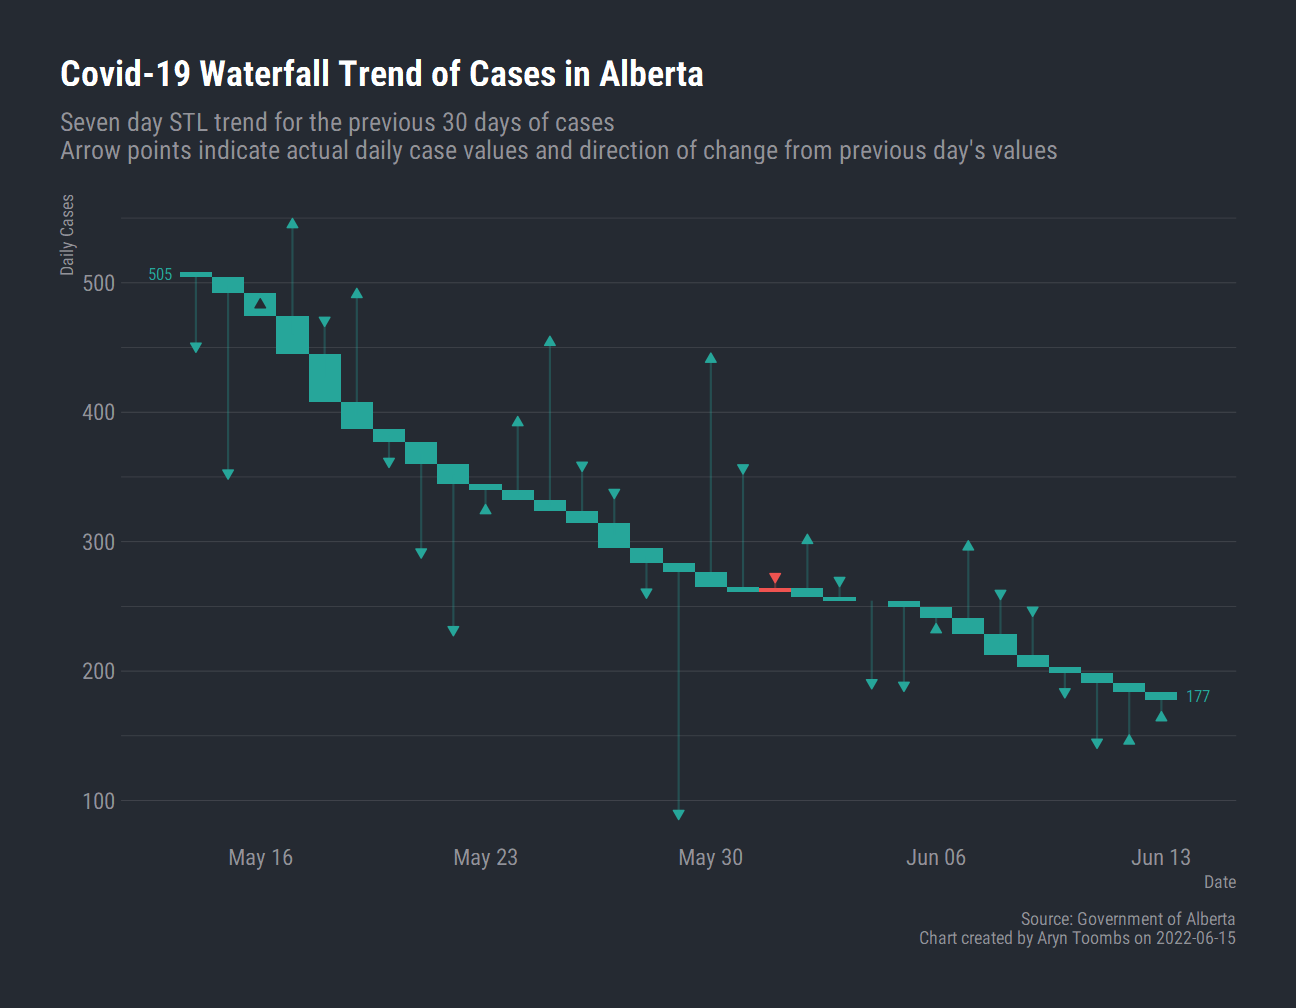 Covid-19 Waterfall Trend of Cases in Alberta
Seven day STL trend for the previous 30 days of cases
Arrow points indicate actual daily case values and direction of change from previous day's values
Daily Cases
505
500
400
300
200
177
100
May 16
May 23
May 30
Jun 06
Jun 13
Date
Source: Government of Alberta
Chart created by Aryn Toombs on 2022-06-15